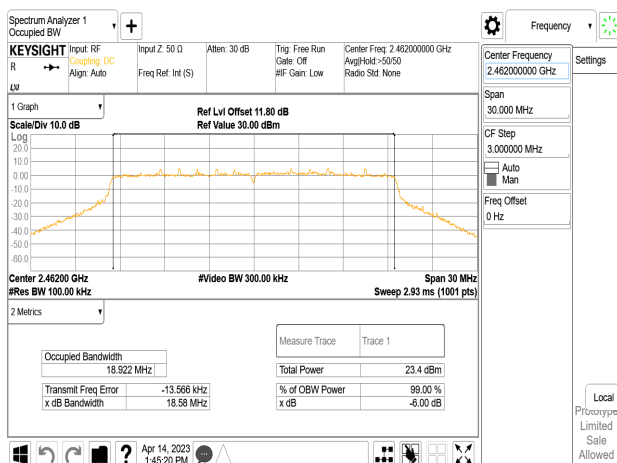 Spectrum Analyzer 1
Occupied BW
Frequency
KEYSIGHT
R
LXI
Input: RF
Coupling: DC
Align: Auto
Input Z: 50 Ω
Freq Ref: Int (S)
Atten: 30 dB
Trig: Free Run
Gate: Off
#IF Gain: Low
Center Freq: 2.462000000 GHz
Avg|Hold:>50/50
Radio Std: None
1 Graph
Scale/Div 10.0 dB
Ref Lvl Offset 11.80 dB
Ref Value 30.00 dBm
Log
20.0
10.0
0.00
-10.0
-20.0
-30.0
-40.0
-50.0
-60.0
Center 2.46200 GHz
#Video BW 300.00 kHz
Span 30 MHz
#Res BW 100.00 kHz
Sweep 2.93 ms (1001 pts)
2 Metrics
Measure Trace
Trace 1
Occupied Bandwidth
18.922 MHz
Total Power
23.4 dBm
Transmit Freq Error
-13.566 kHz
% of OBW Power
99.00 %
x dB Bandwidth
18.58 MHz
x dB
-6.00 dB
Center Frequency
2.462000000 GHz
Settings
Span
30.000 MHz
CF Step
3.000000 MHz
Auto
Man
Freq Offset
0 Hz
Local
Prototype
Limited
Sale
Allowed
?
Apr 14, 2023
1:45:20 PM